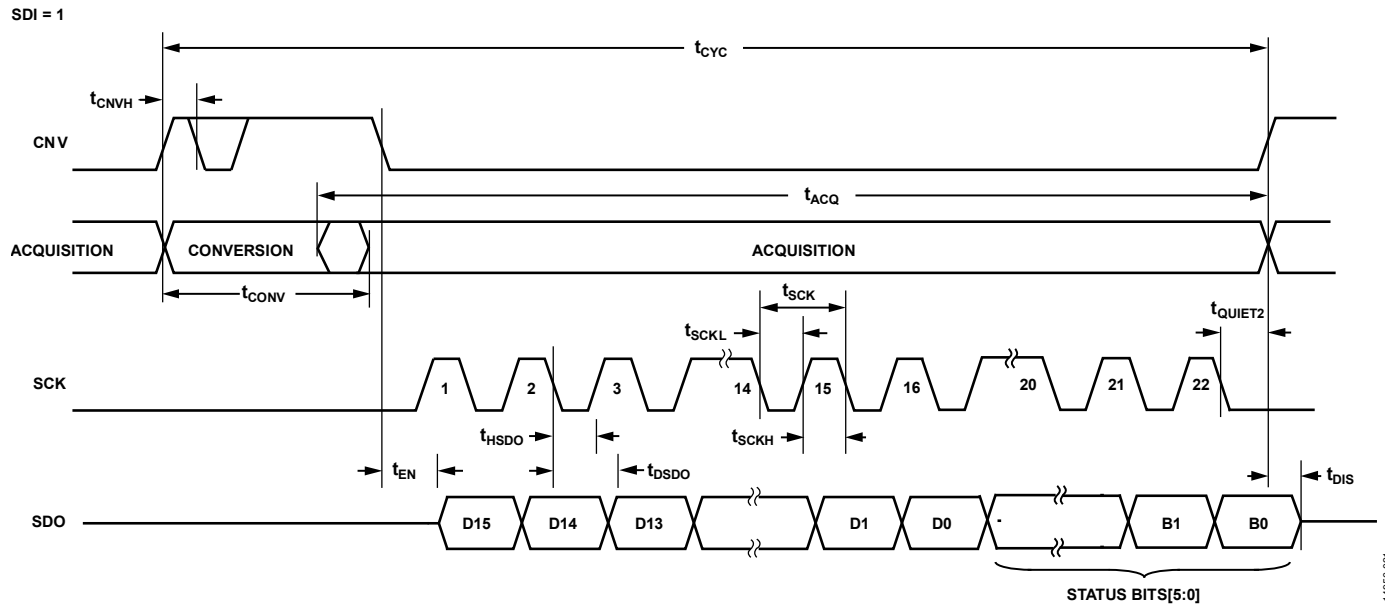 SDI = 1
tCYC
tCNVH
CNV
tACQ
ACQUISITION CONVERSION ACQUISITION
tCONV
tSCK
tQUIET2
tSCKL
SCK 1 2 3 14 15 16 20 21 22
tHSDO
tSCKH
tEN
tDSDO
tDIS
SDO D15 D14 D13 D1 D0 B1 B0
STATUS BITS[5:0]